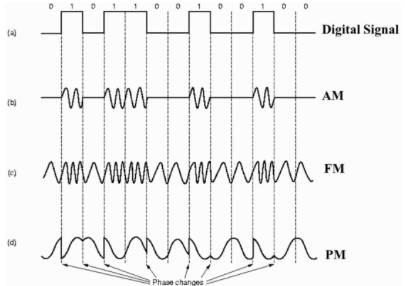 0 1 0 1 1 0 0 1 0 0 1 0 0
(a) Digital Signal
(b) AM
(c) FM
(d) PM
Phase changes